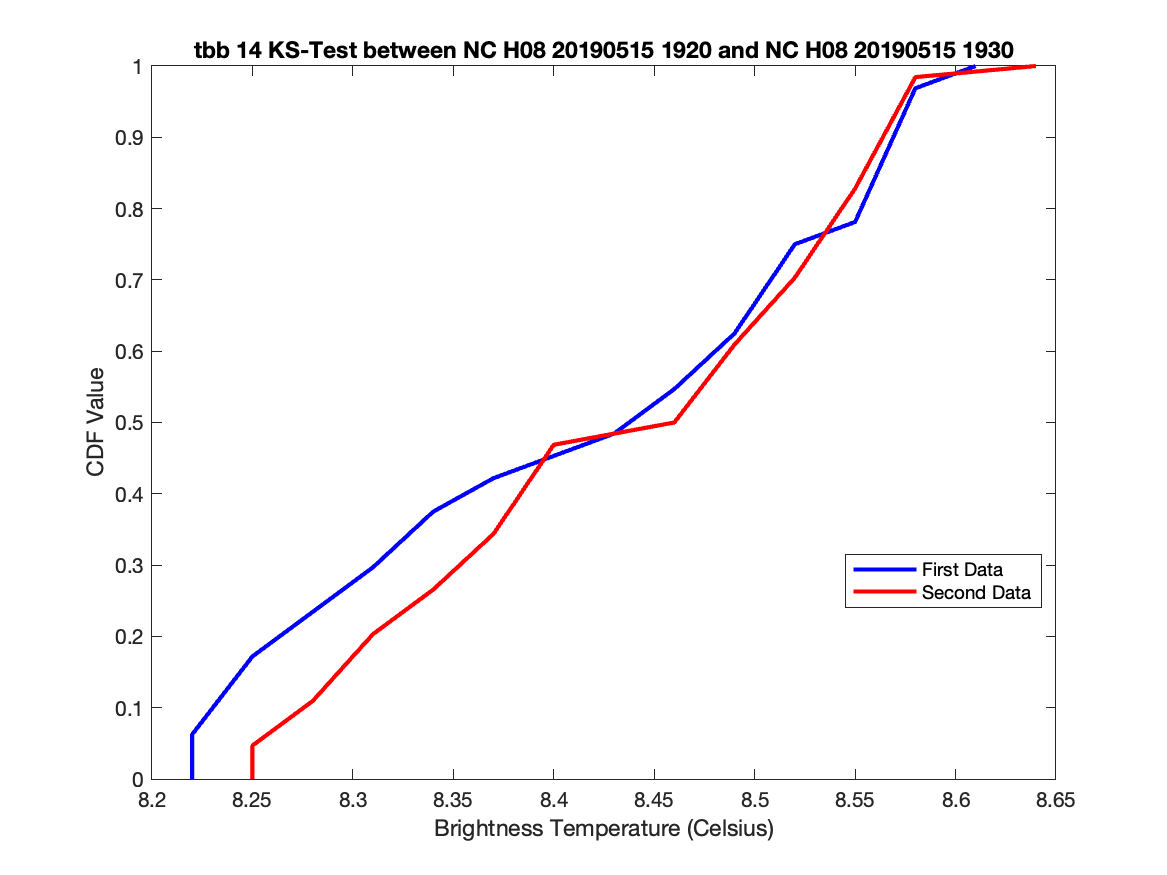 tbb 14 KS-Test between NC H08 20190515 1920 and NC H08 20190515 1930
1
0.9
0.8
0.7
0.6
0.5
0.4
0.3
0.2
0.1
0
CDF Value
First Data
Second Data
8.2 8.25 8.3 8.35 8.4 8.45 8.5 8.55 8.6 8.65
Brightness Temperature (Celsius)